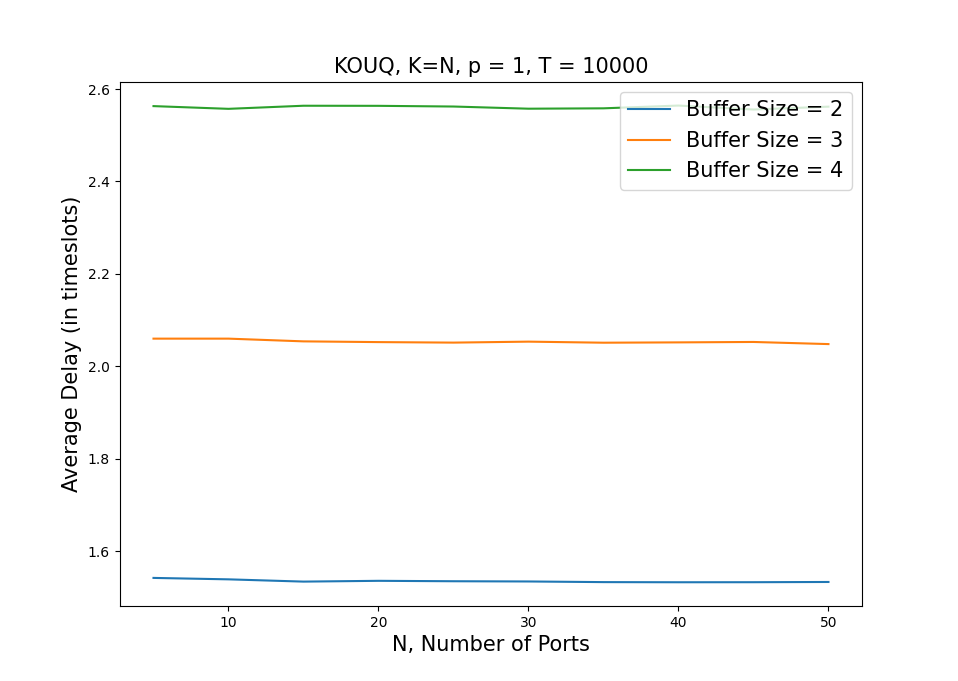 KOUQ, K=N, p = 1, T = 10000
2.6
2.4
2.2
2.0
1.8
1.6
Average Delay (in timeslots)
Buffer Size = 2
Buffer Size = 3
Buffer Size = 4
10
20
30
40
50
N, Number of Ports